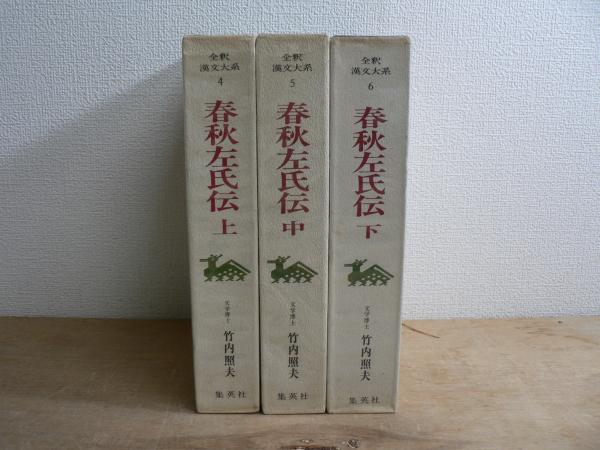 全釈
漢文大系
4
春秋左氏伝 上
文学博士 竹内照夫
集英社
全釈
漢文大系
5
春秋左氏伝 中
文学博士 竹内照夫
集英社
全釈
漢文大系
6
春秋左氏伝 下
文学博士 竹内照夫
集英社